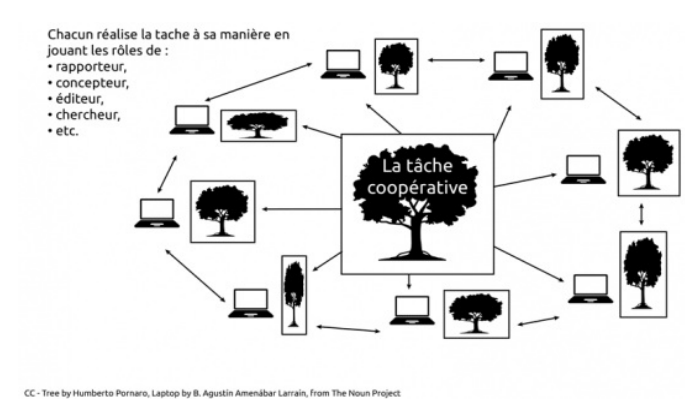 Chacun réalise la tache à sa manière en
jouant les rôles de :
• rapporteur,
• concepteur,
• éditeur,
• chercheur,
• etc.
La tâche
coopérative
CC - Tree by Humberto Pornaro, Laptop by B. Agustín Amenábar Larraín, from The Noun Project